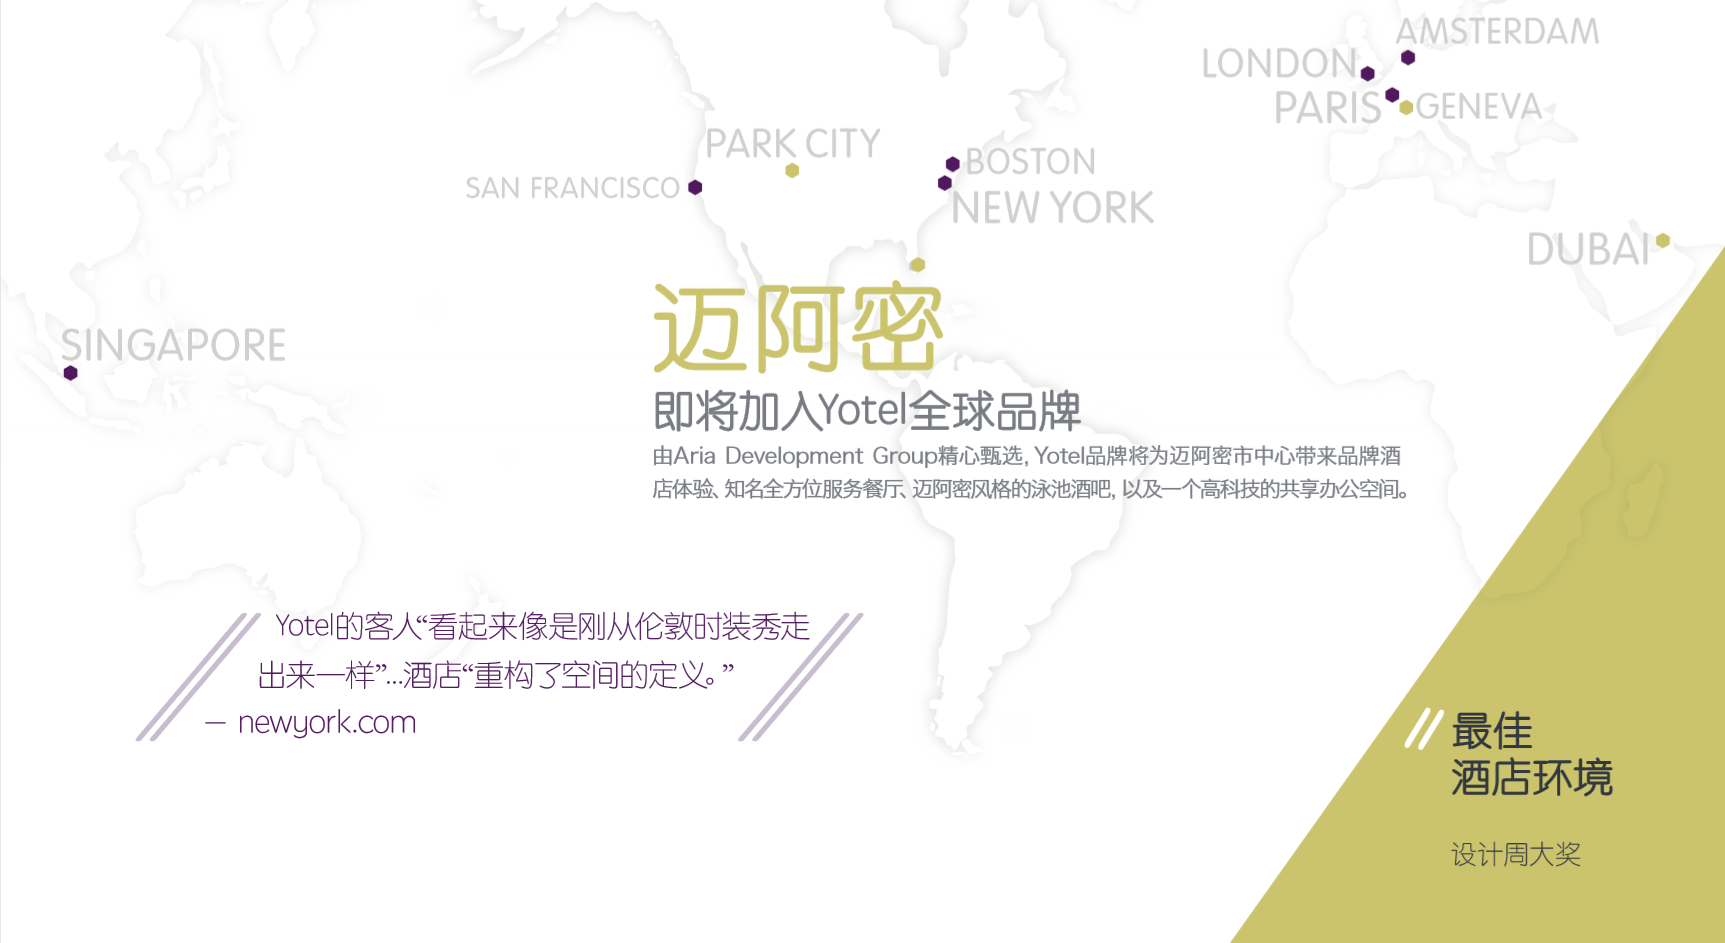 AMSTERDAM
LONDON
PARIS
GENEVA
PARK CITY
BOSTON
SAN FRANCISCO
NEW YORK
DUBAI
SINGAPORE
迈阿密
即将加入Yotel全球品牌
由Aria Development Group精心甄选, Yotel品牌将为迈阿密市中心带来品牌酒
店体验、知名全方位服务餐厅、迈阿密风格的泳池酒吧, 以及一个高科技的共享办公空间。
Yotel的客人“看起来像是刚从伦敦时装秀走
出来一样”...酒店“重构了空间的定义。”
— newyork.com
最佳
酒店环境
设计周大奖